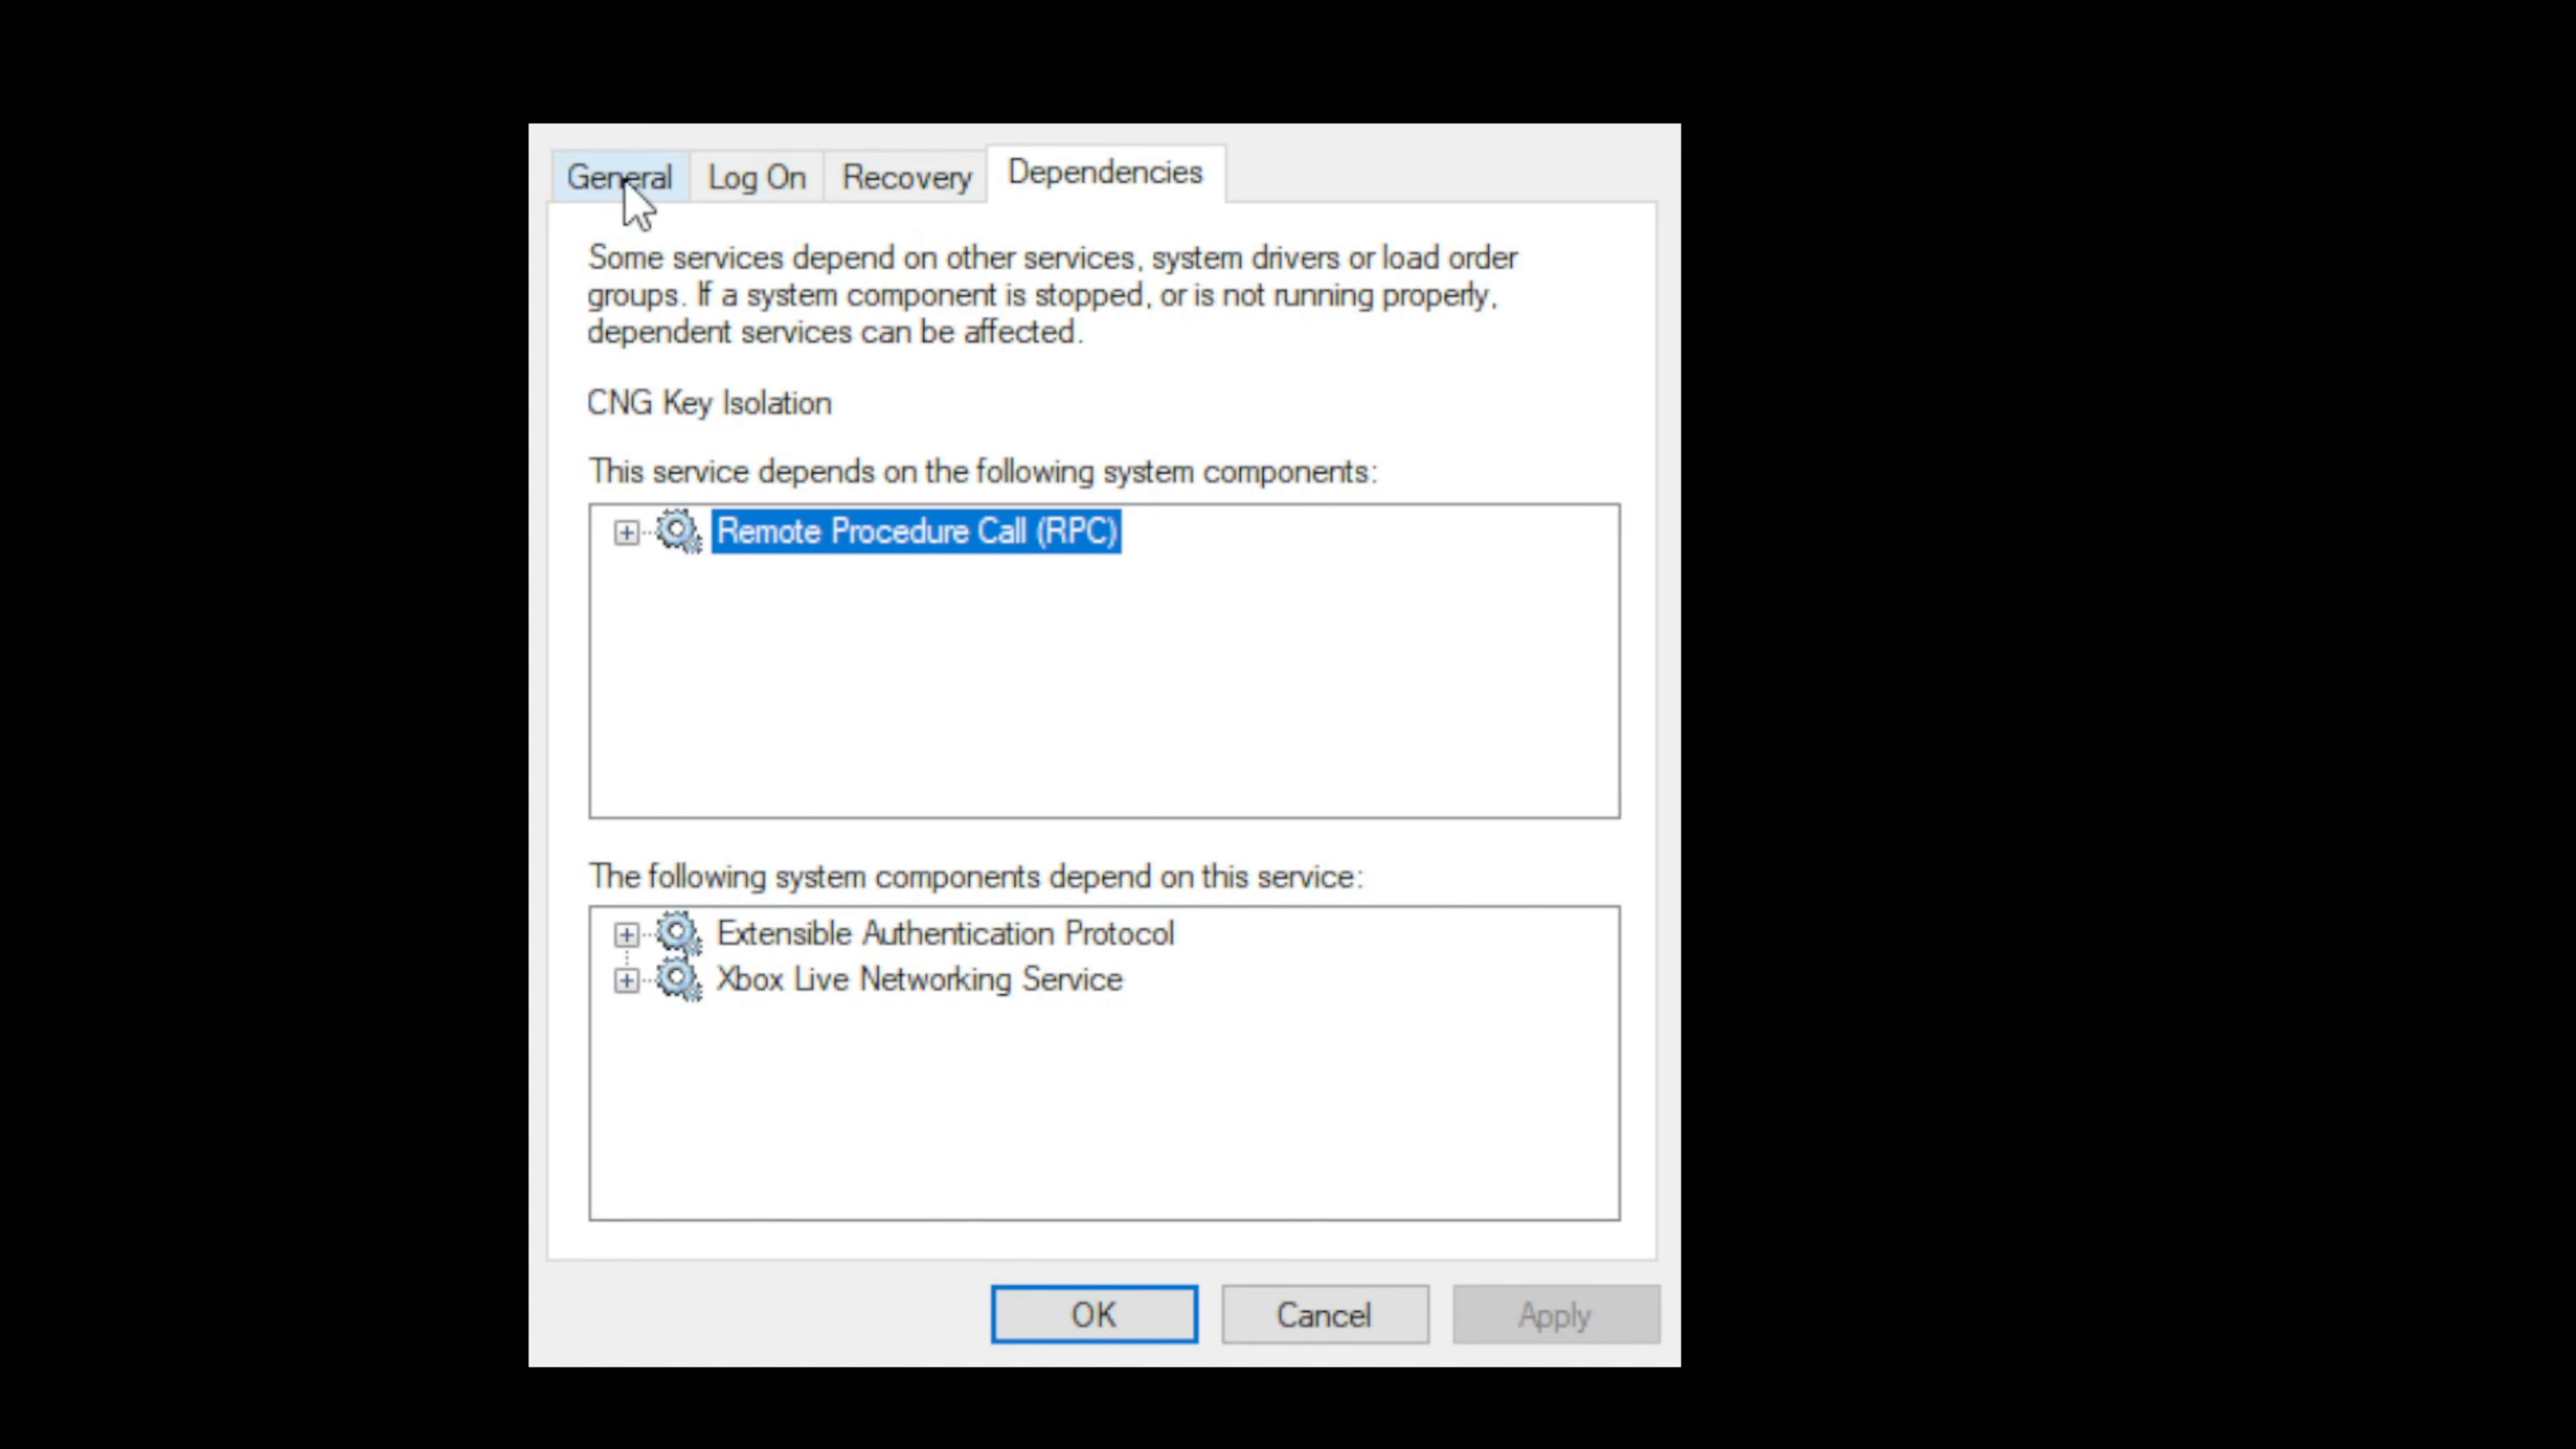 General Log On Recovery Dependencies
Some services depend on other services, system drivers or load order
groups. If a system component is stopped, or is not running properly,
dependent services can be affected.
CNG Key Isolation
This service depends on the following system components:
Remote Procedure Call (RPC)
The following system components depend on this service:
Extensible Authentication Protocol
Xbox Live Networking Service
OK Cancel Apply